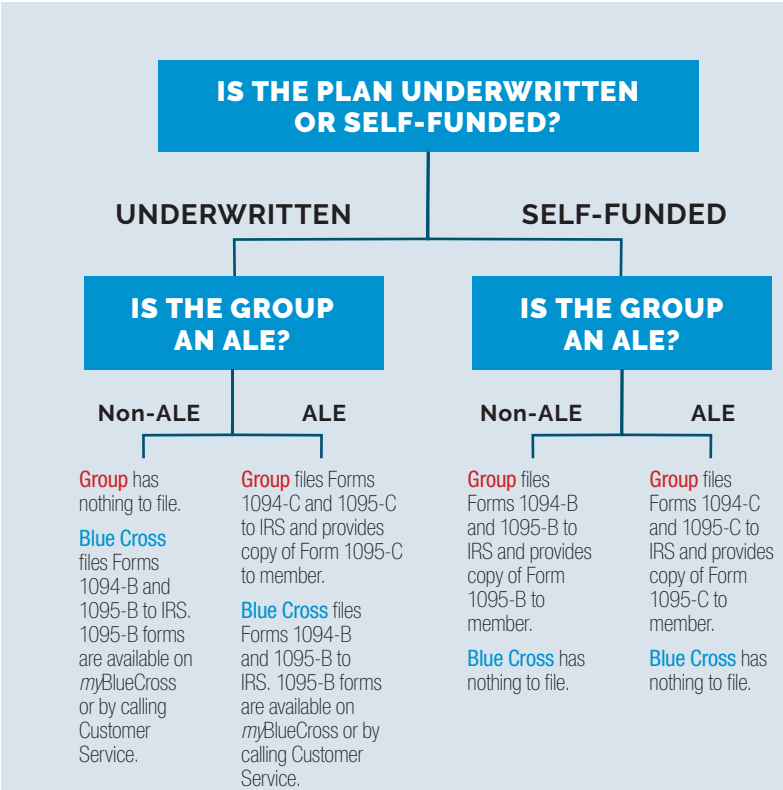 IS THE PLAN UNDERWRITTEN
OR SELF-FUNDED?
UNDERWRITTEN
SELF-FUNDED
IS THE GROUP
AN ALE?
IS THE GROUP
AN ALE?
Non-ALE
ALE
Non-ALE
ALE
Group has
nothing to file.
Blue Cross
files Forms
1094-B and
1095-B to IRS.
1095-B forms
are available on
myBlueCross
or by calling
Customer
Service.
Group files Forms
1094-C and 1095-C
to IRS and provides
copy of Form 1095-C
to member.
Blue Cross files
Forms 1094-B
and 1095-B to
IRS. 1095-B forms
are available on
myBlueCross or by
calling Customer
Service.
Group files
Forms 1094-B
and 1095-B to
IRS and provides
copy of Form
1095-B to
member.
Blue Cross has
nothing to file.
Group files
Forms 1094-C
and 1095-C to
IRS and provides
copy of Form
1095-C to
member.
Blue Cross has
nothing to file.